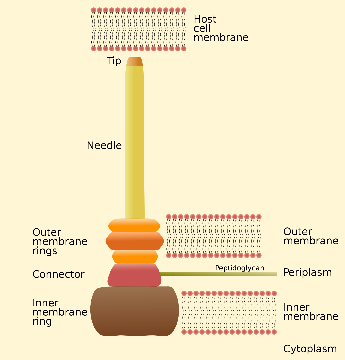 Host
cell
membrane
Tip
Needle
Outer
membrane
rings
Outer
membrane
Peptidoglycan
Connector
Periplasm
Inner
membrane
ring
Inner
membrane
Cytoplasm